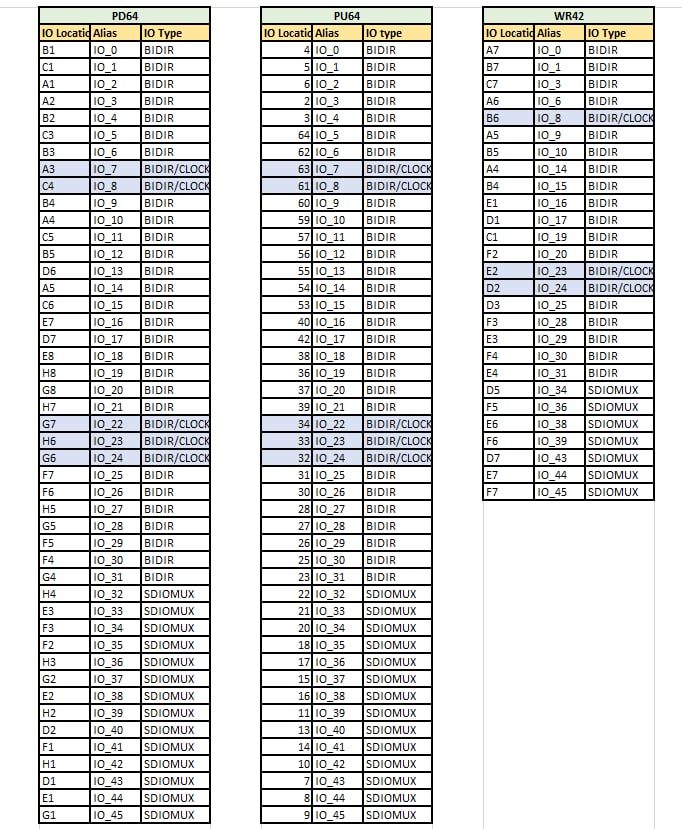 PD64 PU64 WR42
IO Locatic Alias IO Type IO Locatic Alias IO type IO Locatic Alias IO Type
B1 IO_0 BIDIR 4 IO_0 BIDIR A7 IO_0 BIDIR
C1 IO_1 BIDIR 5 IO_1 BIDIR B7 IO_1 BIDIR
A1 IO_2 BIDIR 6 IO_2 BIDIR C7 IO_3 BIDIR
A2 IO_3 BIDIR 2 IO_3 BIDIR A6 IO_6 BIDIR
B2 IO_4 BIDIR 3 IO_4 BIDIR B6 IO_8 BIDIR/CLOCK
C3 IO_5 BIDIR 64 IO_5 BIDIR A5 IO_9 BIDIR
B3 IO_6 BIDIR 62 IO_6 BIDIR B5 IO_10 BIDIR
A3 IO_7 BIDIR/CLOCK 63 IO_7 BIDIR/CLOCK A4 IO_14 BIDIR
C4 IO_8 BIDIR/CLOCK 61 IO_8 BIDIR/CLOCK B4 IO_15 BIDIR
B4 IO_9 BIDIR 60 IO_9 BIDIR E1 IO_16 BIDIR
A4 IO_10 BIDIR 59 IO_10 BIDIR D1 IO_17 BIDIR
C5 IO_11 BIDIR 57 IO_11 BIDIR C1 IO_19 BIDIR
B5 IO_12 BIDIR 56 IO_12 BIDIR F2 IO_20 BIDIR
D6 IO_13 BIDIR 55 IO_13 BIDIR E2 IO_23 BIDIR/CLOCK
A5 IO_14 BIDIR 54 IO_14 BIDIR D2 IO_24 BIDIR/CLOCK
C6 IO_15 BIDIR 53 IO_15 BIDIR D3 IO_25 BIDIR
E7 IO_16 BIDIR 40 IO_16 BIDIR F3 IO_28 BIDIR
D7 IO_17 BIDIR 42 IO_17 BIDIR E3 IO_29 BIDIR
E8 IO_18 BIDIR 38 IO_18 BIDIR F4 IO_30 BIDIR
H8 IO_19 BIDIR 36 IO_19 BIDIR E4 IO_31 BIDIR
G8 IO_20 BIDIR 37 IO_20 BIDIR D5 IO_34 SDIOMUX
H7 IO_21 BIDIR 39 IO_21 BIDIR F5 IO_36 SDIOMUX
G7 IO_22 BIDIR/CLOCK 34 IO_22 BIDIR/CLOCK E6 IO_38 SDIOMUX
H6 IO_23 BIDIR/CLOCK 33 IO_23 BIDIR/CLOCK F6 IO_39 SDIOMUX
G6 IO_24 BIDIR/CLOCK 32 IO_24 BIDIR/CLOCK D7 IO_43 SDIOMUX
F7 IO_25 BIDIR 31 IO_25 BIDIR E7 IO_44 SDIOMUX
F6 IO_26 BIDIR 30 IO_26 BIDIR F7 IO_45 SDIOMUX
H5 IO_27 BIDIR 28 IO_27 BIDIR
G5 IO_28 BIDIR 27 IO_28 BIDIR
F5 IO_29 BIDIR 26 IO_29 BIDIR
F4 IO_30 BIDIR 25 IO_30 BIDIR
G4 IO_31 BIDIR 23 IO_31 BIDIR
H4 IO_32 SDIOMUX 22 IO_32 SDIOMUX
E3 IO_33 SDIOMUX 21 IO_33 SDIOMUX
F3 IO_34 SDIOMUX 20 IO_34 SDIOMUX
F2 IO_35 SDIOMUX 18 IO_35 SDIOMUX
H3 IO_36 SDIOMUX 17 IO_36 SDIOMUX
G2 IO_37 SDIOMUX 15 IO_37 SDIOMUX
E2 IO_38 SDIOMUX 16 IO_38 SDIOMUX
H2 IO_39 SDIOMUX 11 IO_39 SDIOMUX
D2 IO_40 SDIOMUX 13 IO_40 SDIOMUX
F1 IO_41 SDIOMUX 14 IO_41 SDIOMUX
H1 IO_42 SDIOMUX 10 IO_42 SDIOMUX
D1 IO_43 SDIOMUX 7 IO_43 SDIOMUX
E1 IO_44 SDIOMUX 8 IO_44 SDIOMUX
G1 IO_45 SDIOMUX 9 IO_45 SDIOMUX